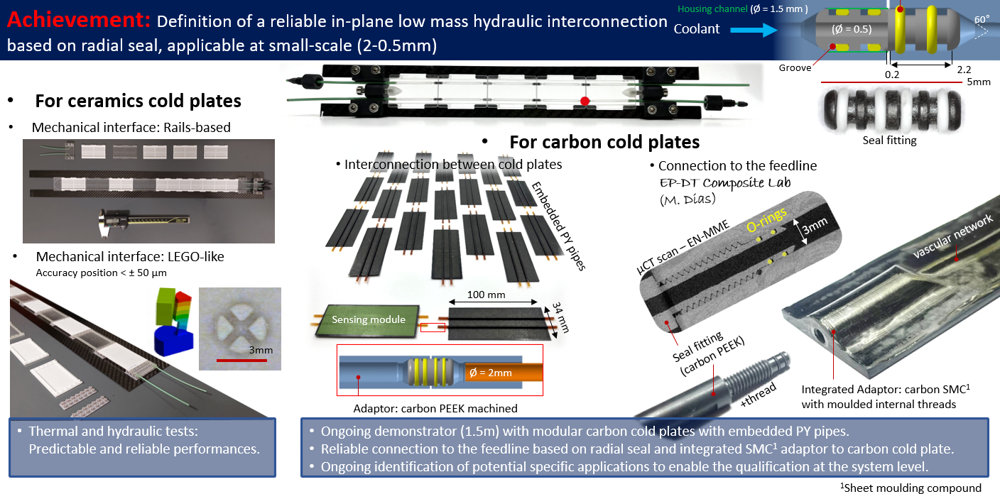 Achievement: Definition of a reliable in-plane low mass hydraulic interconnection
based on radial seal, applicable at small-scale (2-0.5mm)
Housing channel (Ø = 1.5 mm )
Coolant
(Ø = 0.5)
60°
Groove
0.2
2.2
5mm
Seal fitting
• For ceramics cold plates
• Mechanical interface: Rails-based
• Mechanical interface: LEGO-like
Accuracy position < ± 50 µm
3mm
• Thermal and hydraulic tests:
Predictable and reliable performances.
• For carbon cold plates
• Interconnection between cold plates
Embedded PY pipes
100 mm
34 mm
Sensing module
Ø = 2mm
Adaptor: carbon PEEK machined
• Connection to the feedline
EP-DT Composite Lab
(M. Dias)
µCT scan – EN-MME
O-rings
3mm
vascular network
Seal fitting
(carbon PEEK)
+thread
Integrated Adaptor: carbon SMC¹
with moulded internal threads
• Ongoing demonstrator (1.5m) with modular carbon cold plates with embedded PY pipes.
• Reliable connection to the feedline based on radial seal and integrated SMC¹ adaptor to carbon cold plate.
• Ongoing identification of potential specific applications to enable the qualification at the system level.
¹Sheet moulding compound